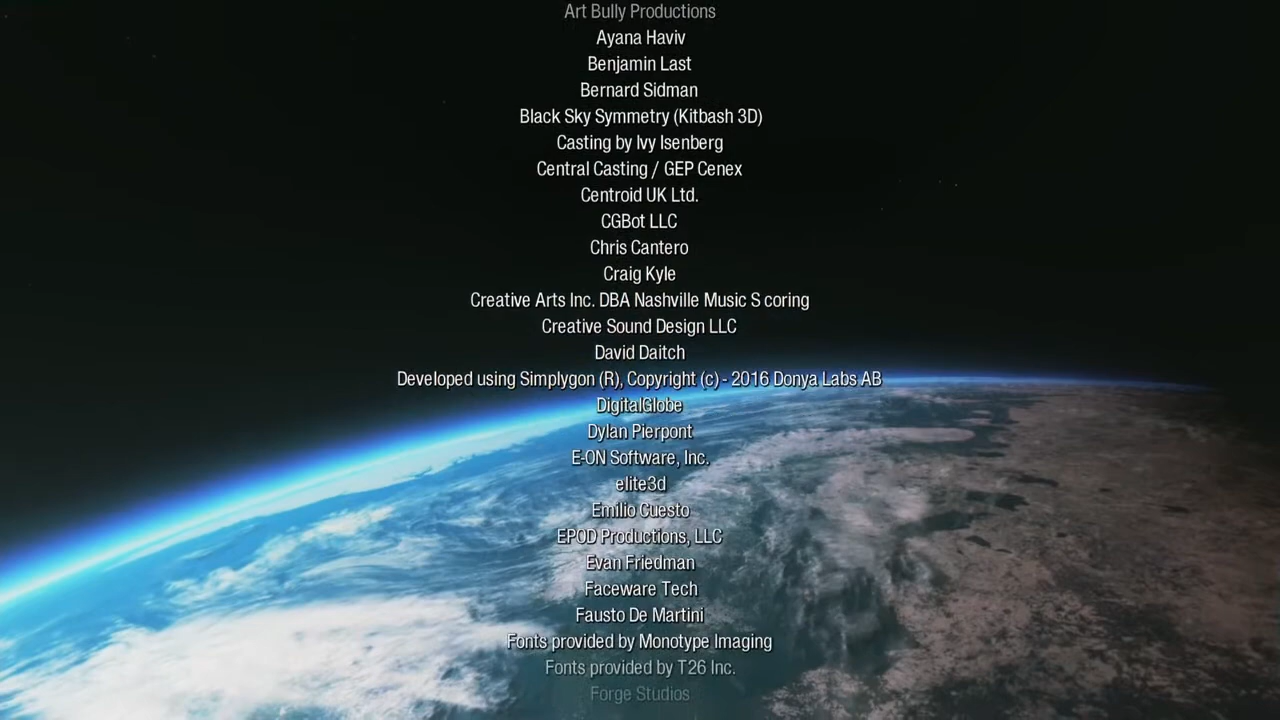 Art Bully Productions
Ayana Haviv
Benjamin Last
Bernard Sidman
Black Sky Symmetry (Kitbash 3D)
Casting by Ivy Isenberg
Central Casting / GEP Cenex
Centroid UK Ltd.
CGBot LLC
Chris Cantero
Craig Kyle
Creative Arts Inc. DBA Nashville Music S coring
Creative Sound Design LLC
David Daitch
Developed using Simplygon (R), Copyright (c) - 2016 Donya Labs AB
DigitalGlobe
Dylan Pierpont
E-ON Software, Inc.
elite3d
Emilio Cuesto
EPOD Productions, LLC
Evan Friedman
Faceware Tech
Fausto De Martini
Fonts provided by Monotype Imaging
Fonts provided by T26 Inc.
Forge Studios